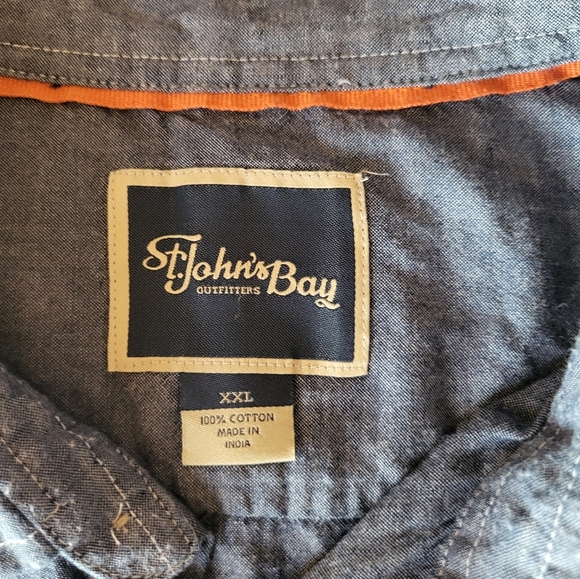 St. John's Bay
OUTFITTERS
XXL
100% COTTON
MADE IN
INDIA